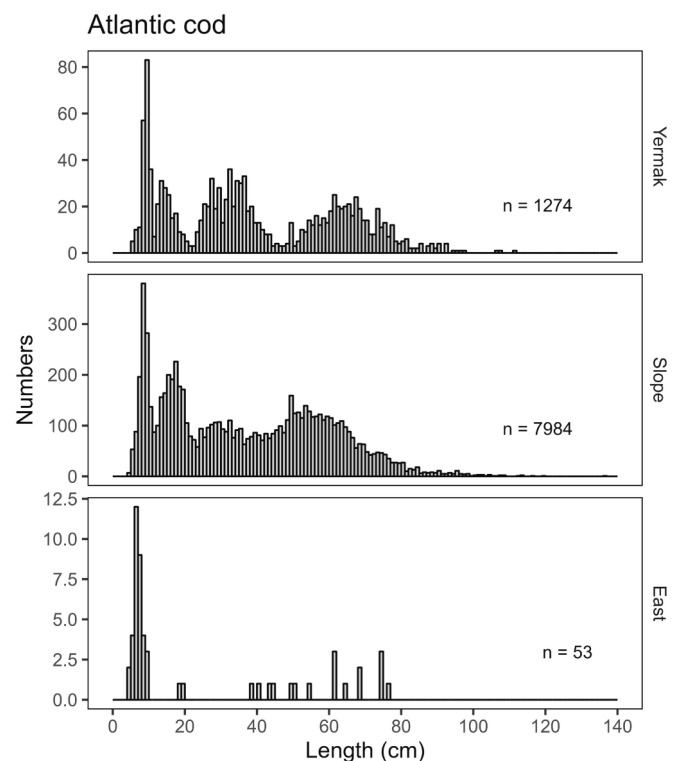 Atlantic cod
80
60
40
20
0
n = 1274
Yermak
Numbers
300
200
100
0
n = 7984
Slope
12.5
10.0
7.5
5.0
2.5
0.0
n = 53
East
0 20 40 60 80 100 120 140
Length (cm)